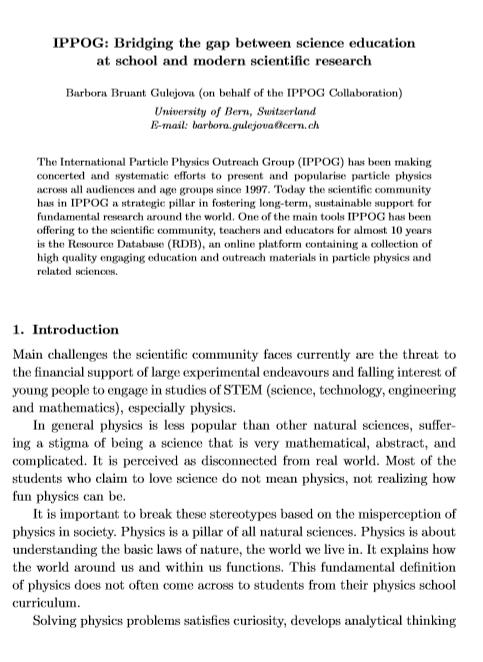 IPPOG: Bridging the gap between science education
at school and modern scientific research
Barbora Bruant Gulejova (on behalf of the IPPOG Collaboration)
University of Bern, Switzerland
E-mail: barbora.gulejova@cern.ch
The International Particle Physics Outreach Group (IPPOG) has been making
concerted and systematic efforts to present and popularise particle physics
across all audiences and age groups since 1997. Today the scientific community
has in IPPOG a strategic pillar in fostering long-term, sustainable support for
fundamental research around the world. One of the main tools IPPOG has been
offering to the scientific community, teachers and educators for almost 10 years
is the Resource Database (RDB), an online platform containing a collection of
high quality engaging education and outreach materials in particle physics and
related sciences.
1. Introduction
Main challenges the scientific community faces currently are the threat to
the financial support of large experimental endeavours and falling interest of
young people to engage in studies of STEM (science, technology, engineering
and mathematics), especially physics.
In general physics is less popular than other natural sciences, suffer-
ing a stigma of being a science that is very mathematical, abstract, and
complicated. It is perceived as disconnected from real world. Most of the
students who claim to love science do not mean physics, not realizing how
fun physics can be.
It is important to break these stereotypes based on the misperception of
physics in society. Physics is a pillar of all natural sciences. Physics is about
understanding the basic laws of nature, the world we live in. It explains how
the world around us and within us functions. This fundamental definition
of physics does not often come across to students from their physics school
curriculum.
Solving physics problems satisfies curiosity, develops analytical thinking